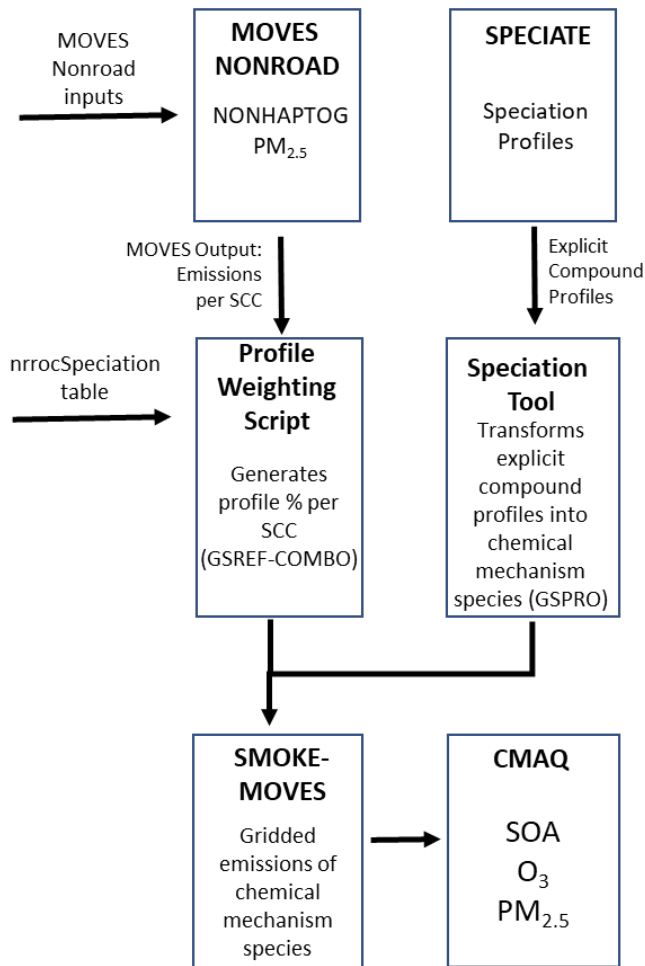 MOVES
Nonroad
inputs
MOVES
NONROAD
NONHAPTOG
PM2.5
SPECIATE
Speciation
Profiles
MOVES Output:
Emissions
per SCC
Explicit
Compound
Profiles
nrrocSpeciation
table
Profile
Weighting
Script
Generates
profile % per
SCC
(GSREF-COMBO)
Speciation
Tool
Transforms
explicit
compound
profiles into
chemical
mechanism
species (GSPRO)
SMOKE-
MOVES
Gridded
emissions of
chemical
mechanism
species
CMAQ
SOA
O3
PM2.5